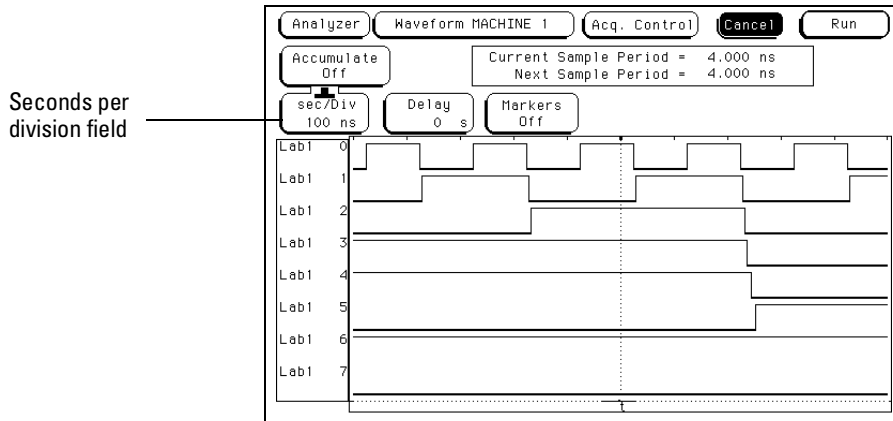 Analyzer Waveform MACHINE 1 Acq. Control Cancel Run
Accumulate
Off
Current Sample Period = 4.000 ns
Next Sample Period = 4.000 ns
Seconds per
division field
sec/Div
100 ns
Delay
0 s
Markers
Off
Lab1 0
Lab1 1
Lab1 2
Lab1 3
Lab1 4
Lab1 5
Lab1 6
Lab1 7
t